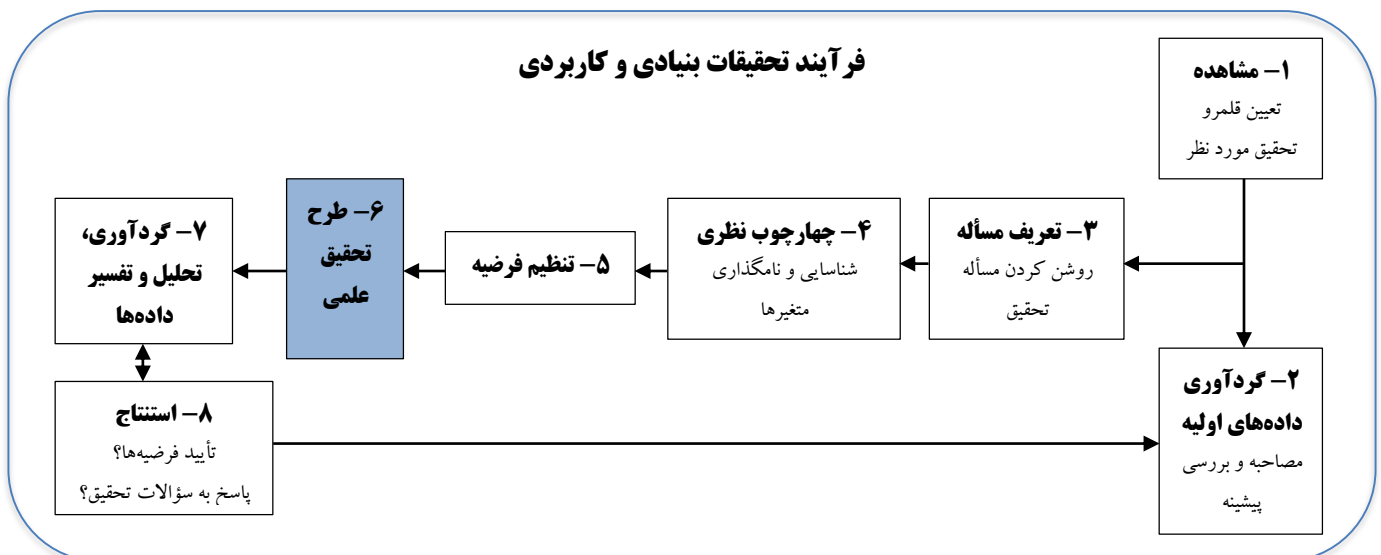 فرآیند تحقیقات بنیادی و کاربردی
۱– مشاهده
تعیین قلمرو
تحقیق مورد نظر
۲– گردآوری
داده‌های اولیه
مصاحبه و بررسی
پیشینه
۳– تعریف مسأله
روشن کردن مسأله
تحقیق
۴– چهارچوب نظری
شناسایی و نامگذاری
متغیرها
۵– تنظیم فرضیه
۶– طرح
تحقیق
علمی
۷– گردآوری،
تحلیل و تفسیر
داده‌ها
۸– استنتاج
تأیید فرضیه‌ها؟
پاسخ به سؤالات تحقیق؟